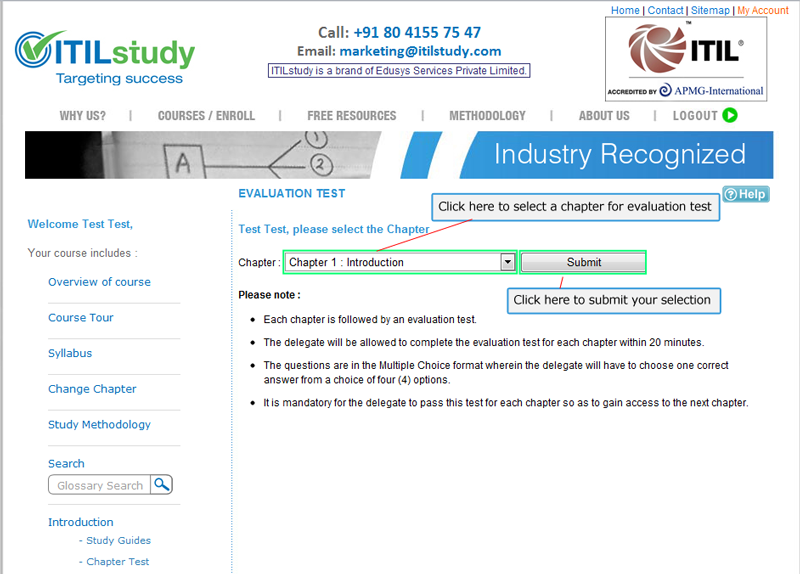 Home | Contact | Sitemap | My Account
ITILstudy
Targeting success
Call: +91 80 4155 75 47
Email: marketing@itilstudy.com
ITILstudy is a brand of Edusys Services Private Limited.
™
ITIL®
ACCREDITED BY APMG-International
WHY US? | COURSES / ENROLL | FREE RESOURCES | METHODOLOGY | ABOUT US | LOGOUT
A
1
2
Industry Recognized
EVALUATION TEST
? Help
Click here to select a chapter for evaluation test
Welcome Test Test,
Test Test, please select the Chapter
Your course includes :
Chapter : Chapter 1 : Introduction Submit
Overview of course
Click here to submit your selection
Please note :
Course Tour
Each chapter is followed by an evaluation test.
The delegate will be allowed to complete the evaluation test for each chapter within 20 minutes.
Syllabus
The questions are in the Multiple Choice format wherein the delegate will have to choose one correct
answer from a choice of four (4) options.
Change Chapter
It is mandatory for the delegate to pass this test for each chapter so as to gain access to the next chapter.
Study Methodology
Search
Glossary Search
Introduction
- Study Guides
- Chapter Test